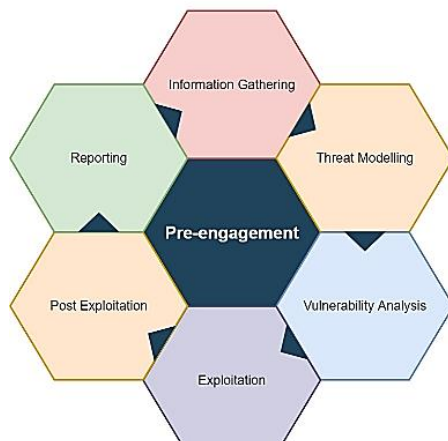 Information Gathering
Reporting
Threat Modelling
Pre-engagement
Post Exploitation
Vulnerability Analysis
Exploitation